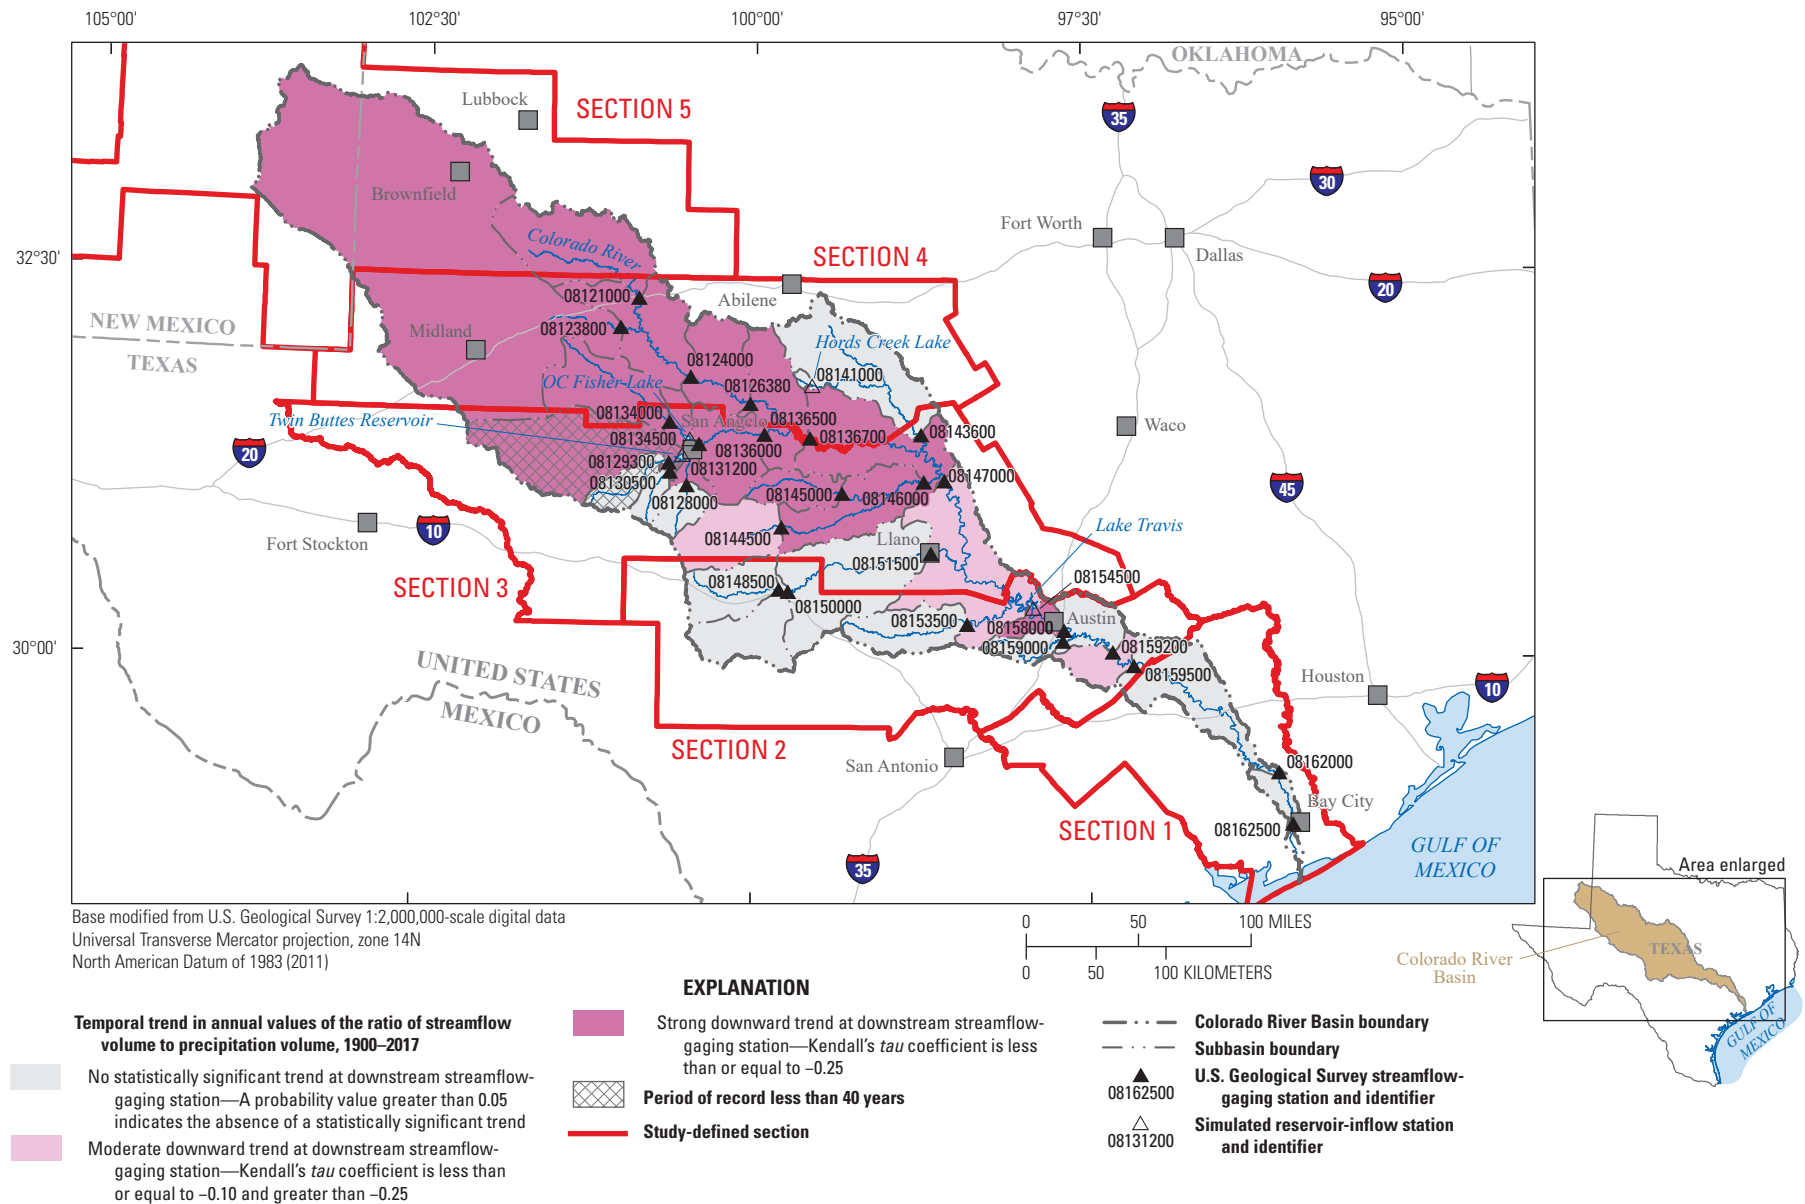 105°00'
102°30'
100°00'
97°30'
95°00'
32°30'
30°00'
OKLAHOMA
Lubbock
SECTION 5
35
Brownfield
30
Fort Worth
Dallas
Colorado River
SECTION 4
20
08121000
Abilene
NEW MEXICO
TEXAS
Midland
08123800
Hords Creek Lake
08124000
08141000
OC Fisher Lake
08126380
Twin Buttes Reservoir
08134000
San Angelo
08136500
08134500
08136700
08143600
Waco
20
08136000
08129300
08131200
08130500
08147000
08128000
08145000
08146000
45
10
Fort Stockton
Lake Travis
08144500
Llano
08151500
SECTION 3
08148500
08154500
08150000
08153500
08158000
Austin
08159000
08159200
08159500
UNITED STATES
MEXICO
Houston
10
SECTION 2
San Antonio
08162000
Bay City
SECTION 1
08162500
35
GULF OF
MEXICO
Base modified from U.S. Geological Survey 1:2,000,000-scale digital data
Universal Transverse Mercator projection, zone 14N
North American Datum of 1983 (2011)
0 50 100 MILES
0 50 100 KILOMETERS
Area enlarged
TEXAS
Colorado River
Basin
GULF OF
MEXICO
EXPLANATION
Temporal trend in annual values of the ratio of streamflow
volume to precipitation volume, 1900–2017
No statistically significant trend at downstream streamflow-
gaging station—A probability value greater than 0.05
indicates the absence of a statistically significant trend
Moderate downward trend at downstream streamflow-
gaging station—Kendall's tau coefficient is less than
or equal to −0.10 and greater than −0.25
Strong downward trend at downstream streamflow-
gaging station—Kendall's tau coefficient is less
than or equal to −0.25
Period of record less than 40 years
Study-defined section
Colorado River Basin boundary
Subbasin boundary
U.S. Geological Survey streamflow-
gaging station and identifier
08162500
Simulated reservoir-inflow station
and identifier
08131200